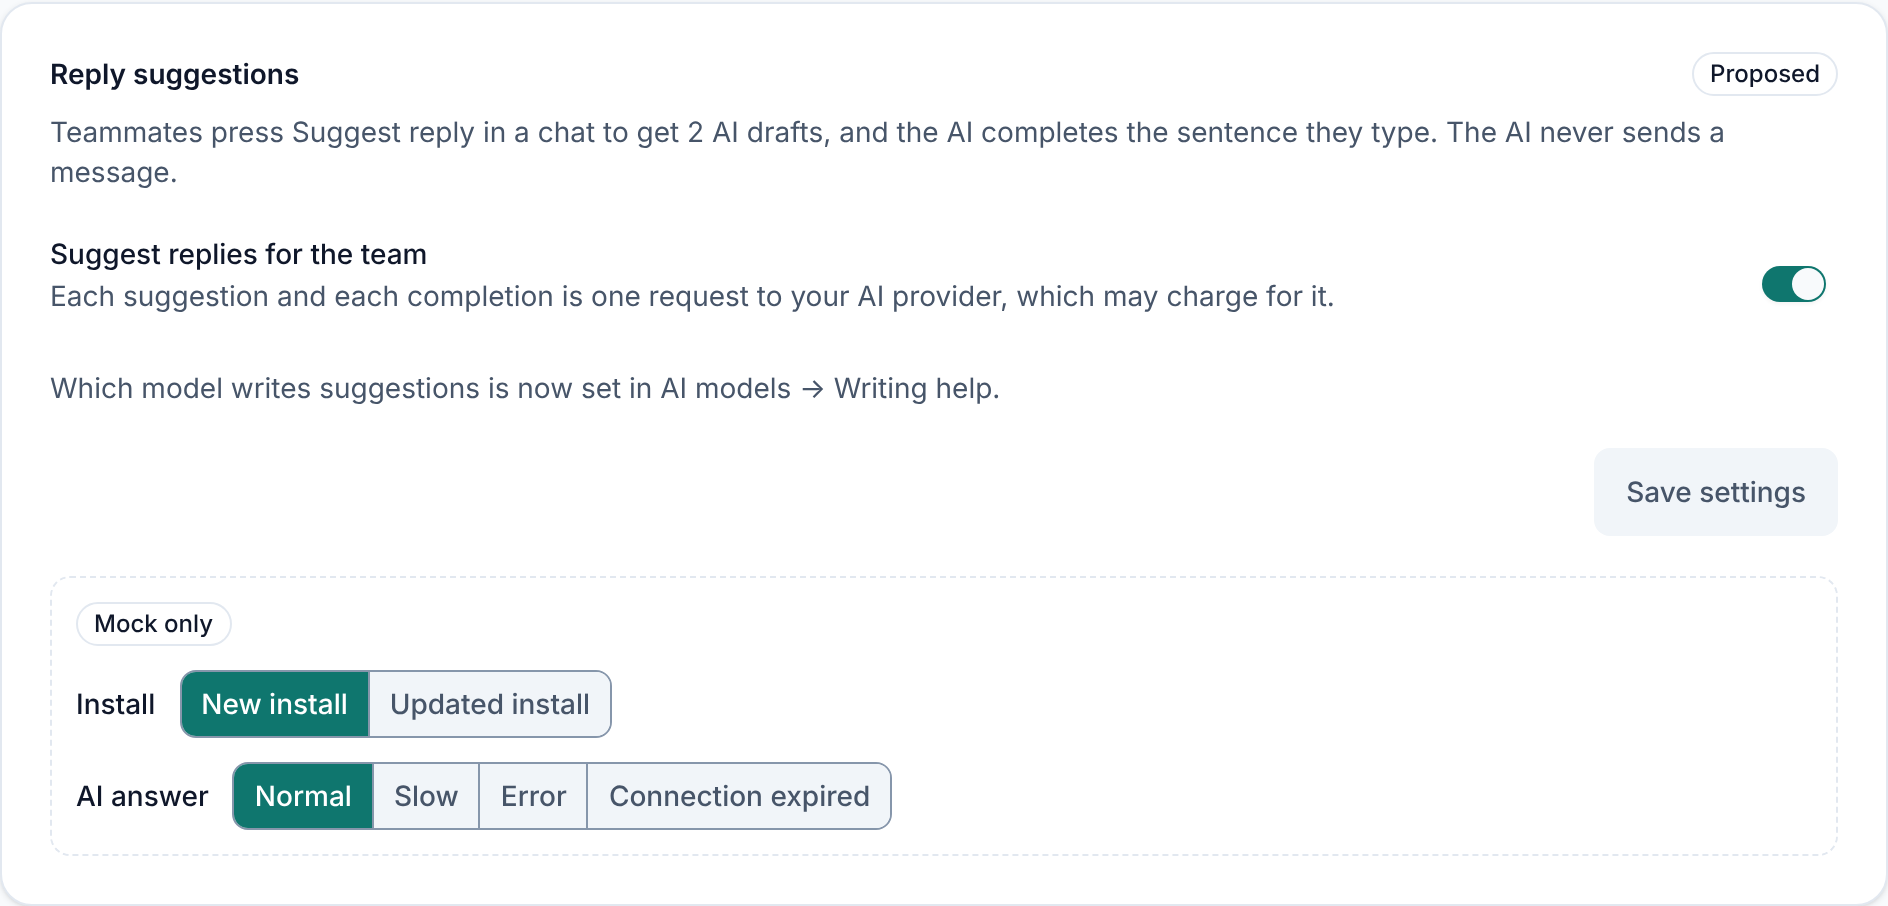 Reply suggestions
Proposed
Teammates press Suggest reply in a chat to get 2 AI drafts, and the AI completes the sentence they type. The AI never sends a
message.
Suggest replies for the team
Each suggestion and each completion is one request to your AI provider, which may charge for it.
Which model writes suggestions is now set in AI models → Writing help.
Save settings
Mock only
Install New install Updated install
AI answer Normal Slow Error Connection expired